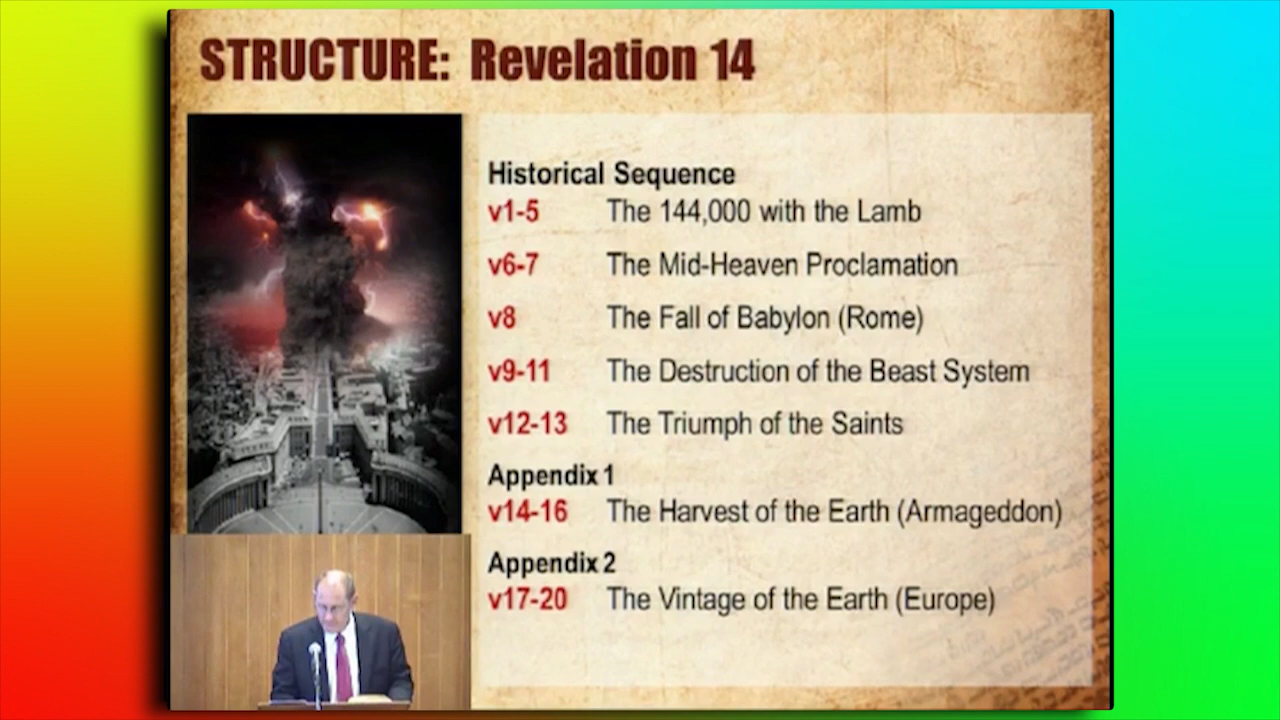 STRUCTURE: Revelation 14
Historical Sequence
v1-5 The 144,000 with the Lamb
v6-7 The Mid-Heaven Proclamation
v8 The Fall of Babylon (Rome)
v9-11 The Destruction of the Beast System
v12-13 The Triumph of the Saints
Appendix 1
v14-16 The Harvest of the Earth (Armageddon)
Appendix 2
v17-20 The Vintage of the Earth (Europe)